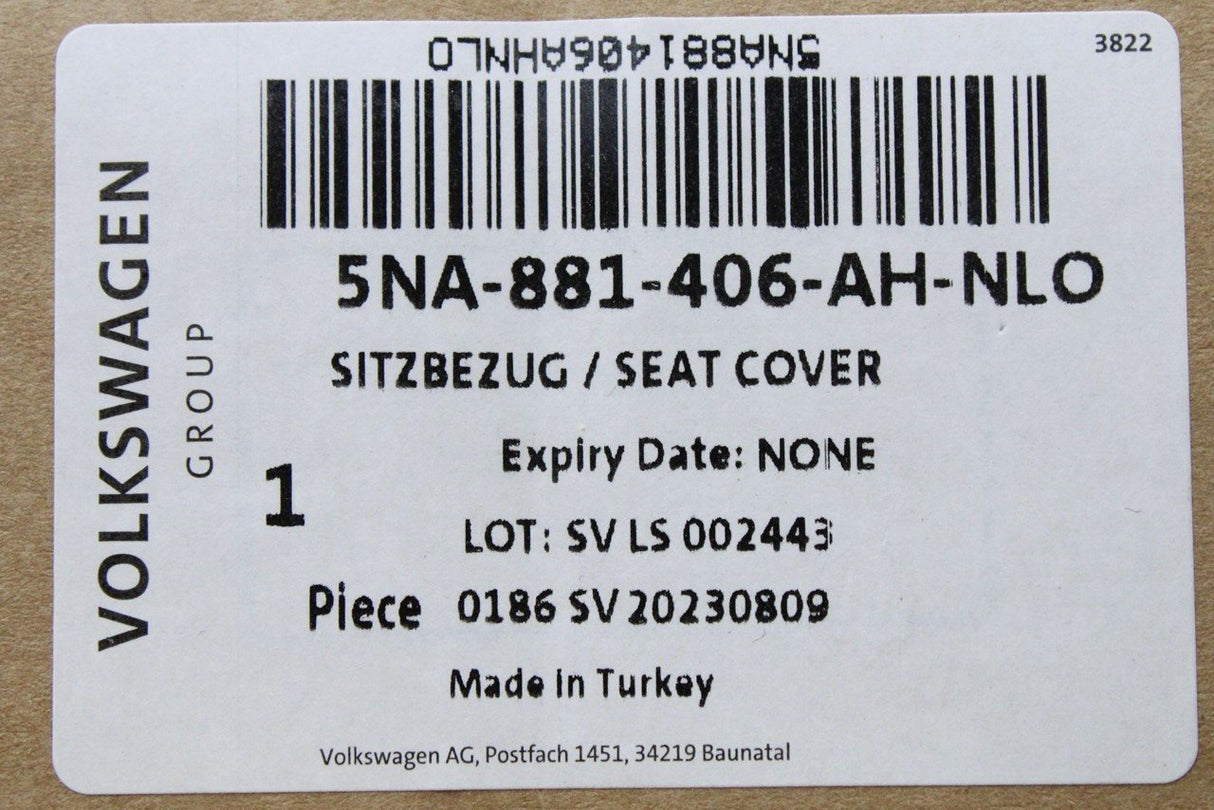 3822
5NA881406AHNLO
5NA-881-406-AH-NLO
SITZBEZUG / SEAT COVER
Expiry Date: NONE
1
LOT: SV LS 002443
Piece 0186 SV 20230809
Made in Turkey
Volkswagen AG, Postfach 1451, 34219 Baunatal
VOLKSWAGEN
GROUP